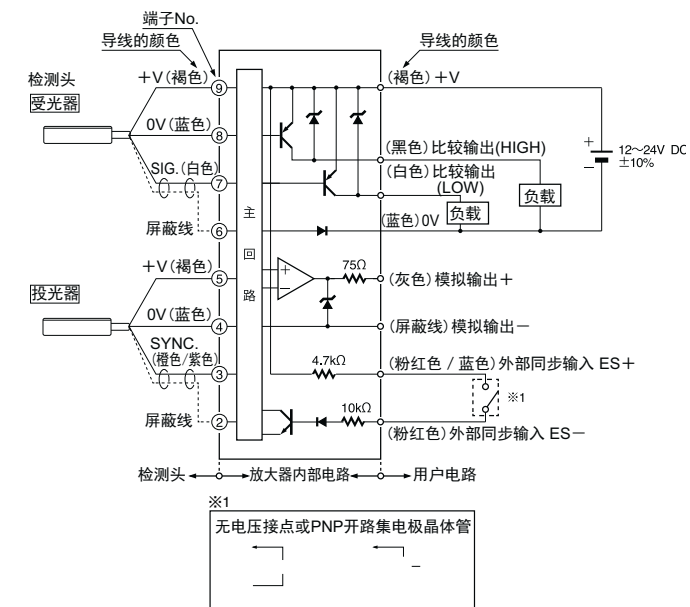 端子No.
导线的颜色
导线的颜色
检测头
受光器
+V(褐色)
⑨
(褐色)+V
0V(蓝色)
⑧
(黑色)比较输出(HIGH)
+
12～24V DC
±10%
−
SIG.(白色)
⑦
(白色)比较输出
(LOW)
负载
负载
屏蔽线
⑥
主
回
路
(蓝色)0V
投光器
+V(褐色)
⑤
+
−
75Ω
(灰色)模拟输出+
0V(蓝色)
④
(屏蔽线)模拟输出−
SYNC.
(橙色/紫色)
③
4.7kΩ
(粉红色 / 蓝色)外部同步输入 ES+
※1
屏蔽线
②
10kΩ
(粉红色)外部同步输入 ES−
检测头
放大器内部电路
用户电路
※1
无电压接点或PNP开路集电极晶体管
−